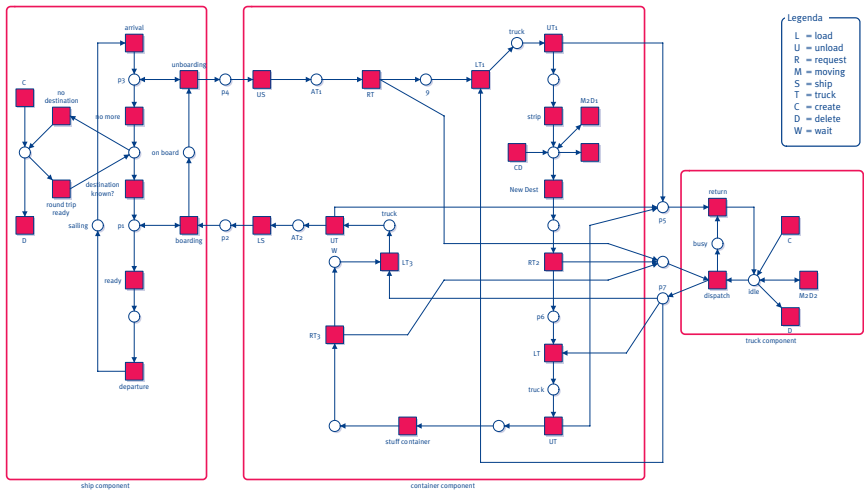 arrival
unboarding
p3
C
no
destination
no more
p4
on board
destination
known?
round trip
ready
D
sailing
p1
boarding
p2
ready
departure
ship component
US
AT1
RT
9
LT1
truck
UT1
strip
M2D1
CD
New Dest
truck
LS
AT2
UT
W
LT3
RT2
RT3
p6
LT
truck
stuff container
UT
container component
p5
p7
return
busy
C
dispatch
idle
M2D2
D
truck component
Legenda
L = load
U = unload
R = request
M = moving
S = ship
T = truck
C = create
D = delete
W = wait